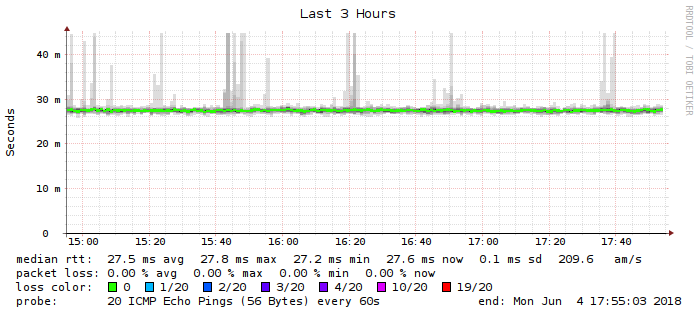 Last 3 Hours
RRDTOOL / TOBI OETIKER
Seconds
40 m
30 m
20 m
10 m
0
15:00 15:20 15:40 16:00 16:20 16:40 17:00 17:20 17:40
median rtt: 27.5 ms avg 27.8 ms max 27.2 ms min 27.6 ms now 0.1 ms sd 209.6 am/s
packet loss: 0.00 % avg 0.00 % max 0.00 % min 0.00 % now
loss color: 0 1/20 2/20 3/20 4/20 10/20 19/20
probe: 20 ICMP Echo Pings (56 Bytes) every 60s end: Mon Jun 4 17:55:03 2018